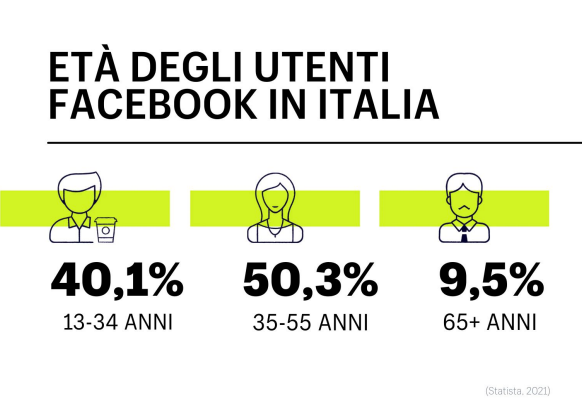 ETÀ DEGLI UTENTI
FACEBOOK IN ITALIA
40,1% 50,3% 9,5%
13-34 ANNI 35-55 ANNI 65+ ANNI
(Statista, 2021)